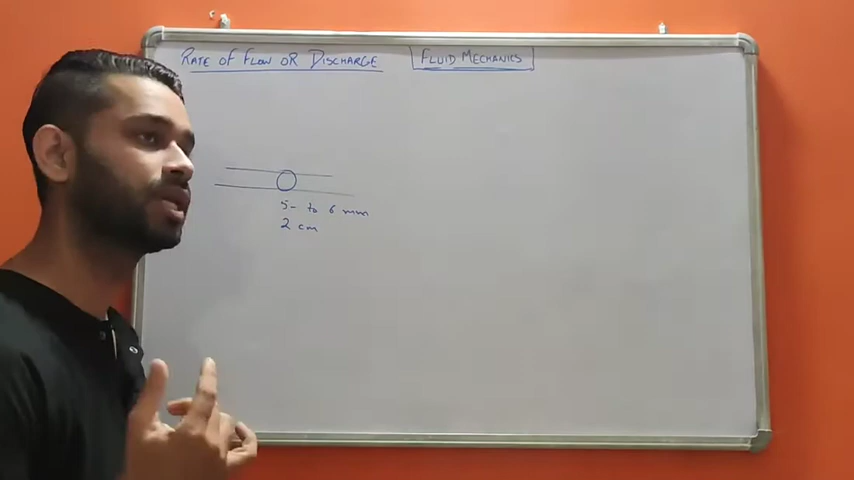 RATE OF FLOW OR DISCHARGE
FLUID MECHANICS
5- to 6 mm
2 cm